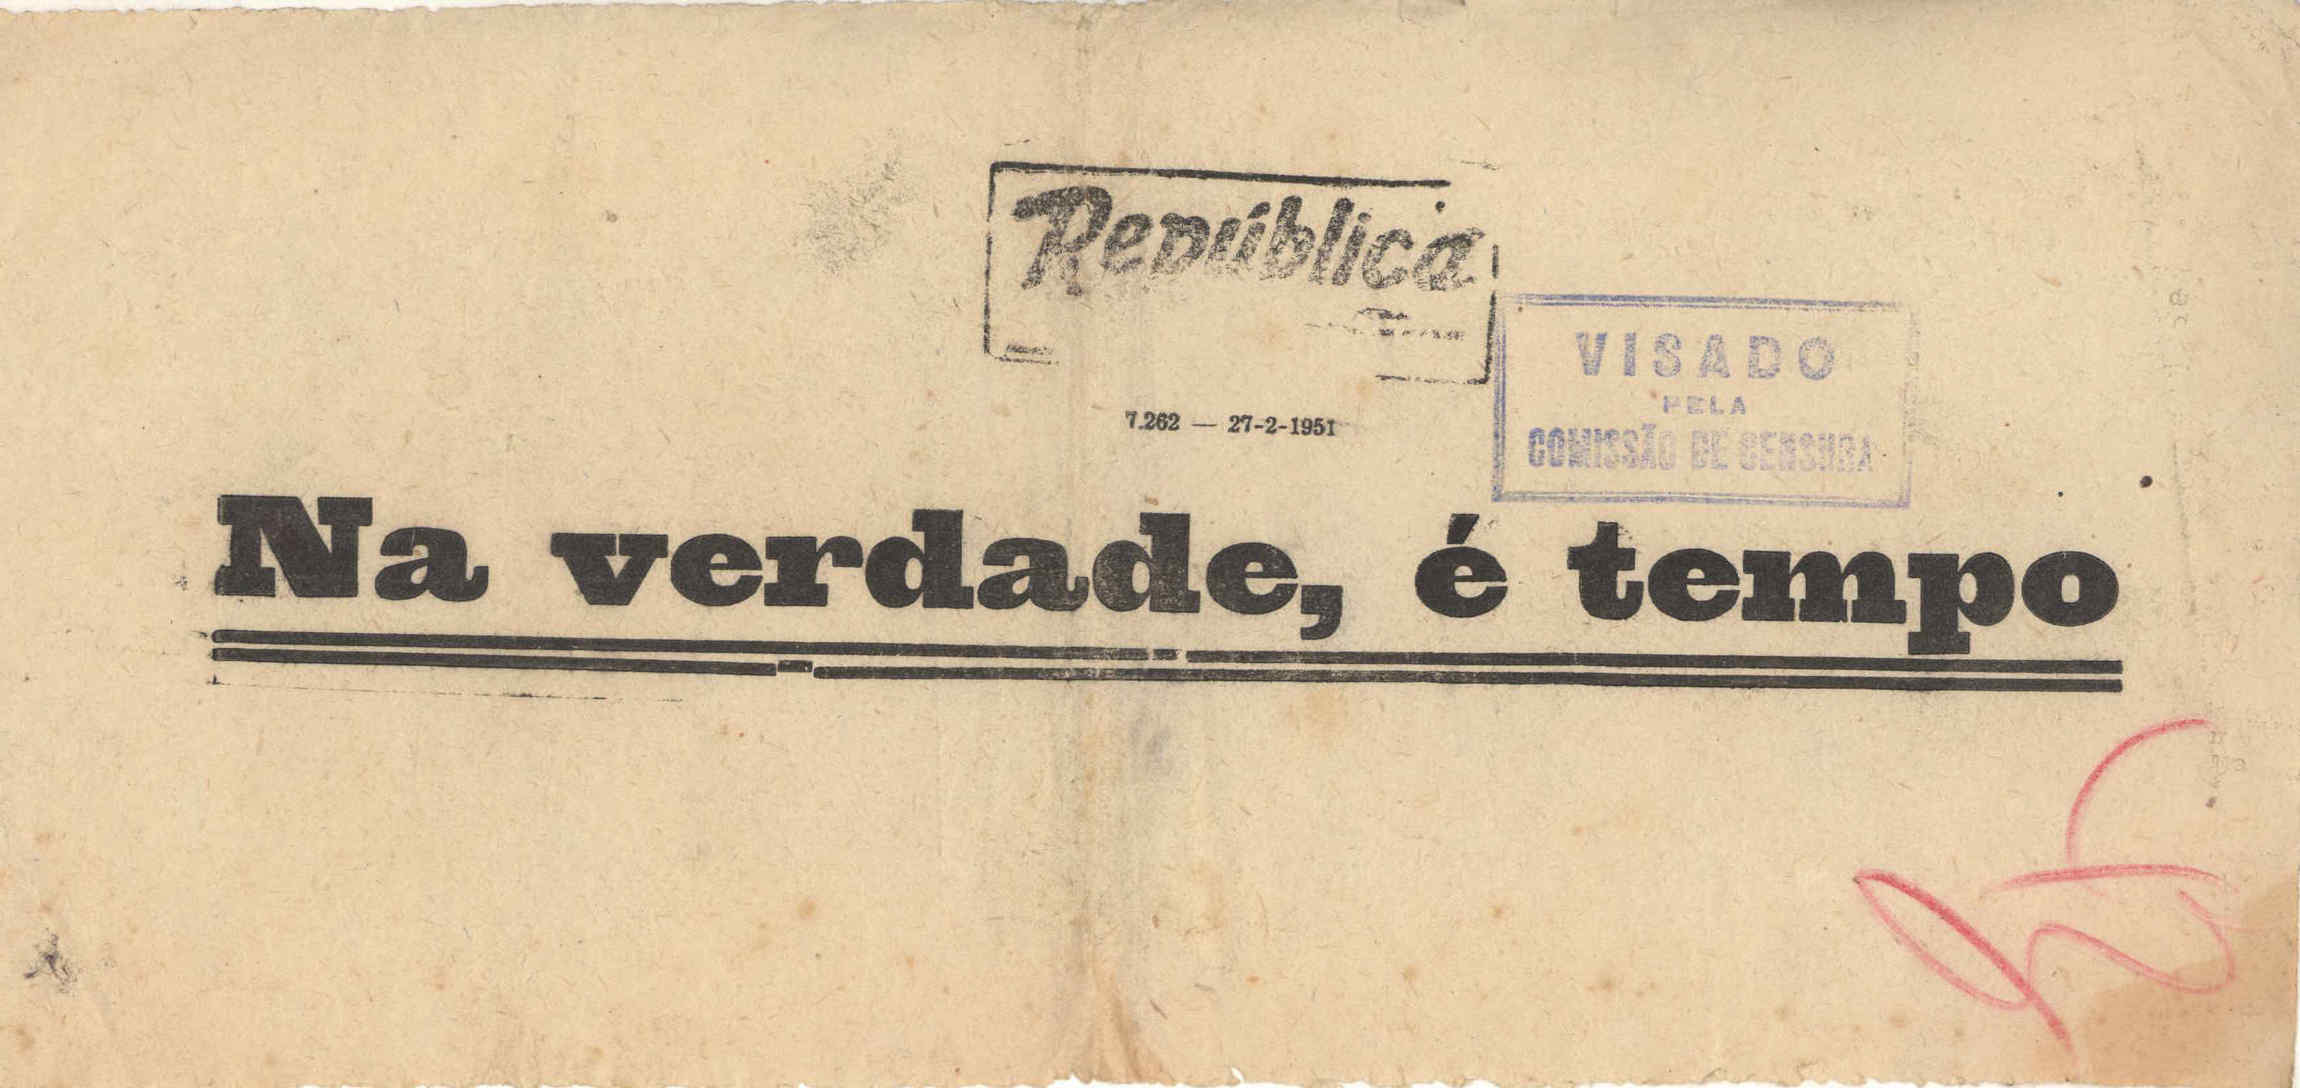 República
7.262 — 27-2-1951
VISADO
PELA
COMISSÃO DE CENSURA
Na verdade, é tempo